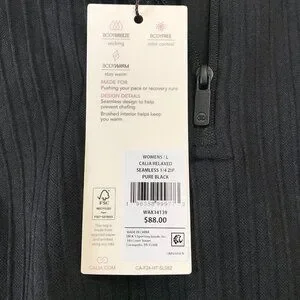 BODYBREEZE
BODYFREE
wicking
odor control
BODYWARM
stay warm
MADE FOR
Pushing your pace or recovery runs
DESIGN DETAILS
Seamless design to help
prevent chafing
Brushed interior helps keep
you warm
WOMENS / L
CALIA RELAXED
SEAMLESS 1/4 ZIP
PURE BLACK
WAX34139
$88.00
MADE IN CHINA
FSC
CALIA.COM